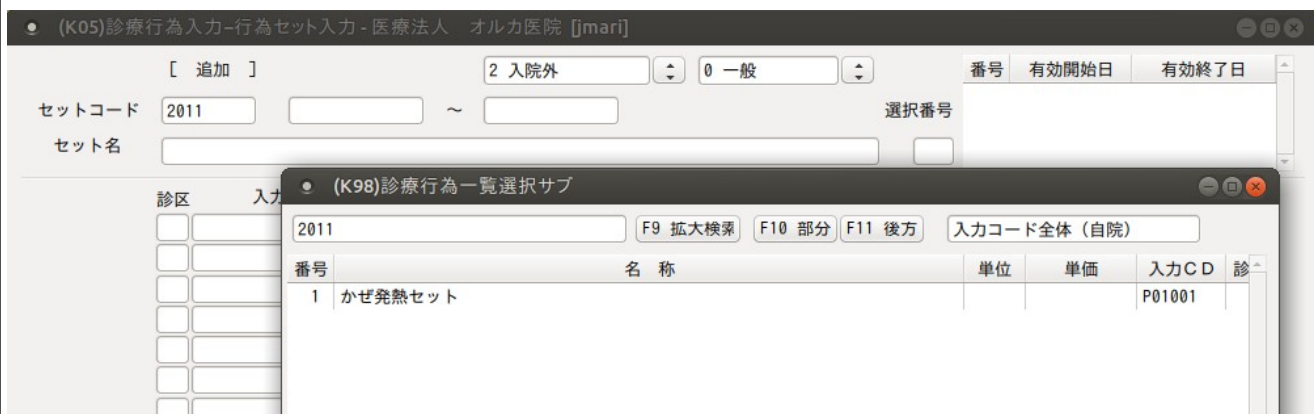 (K05)診療行為入力－行為セット入力 - 医療法人　オルカ医院 [jmari]
[ 追加 ] 2 入院外 0 一般 番号 有効開始日 有効終了日
セットコード 2011 ～ 選択番号
セット名
診区 入力
(K98)診療行為一覧選択サブ
2011 F9 拡大検索 F10 部分 F11 後方 入力コード全体（自院）
番号 名　称 単位 単価 入力ＣＤ 診
1 かぜ発熱セット P01001